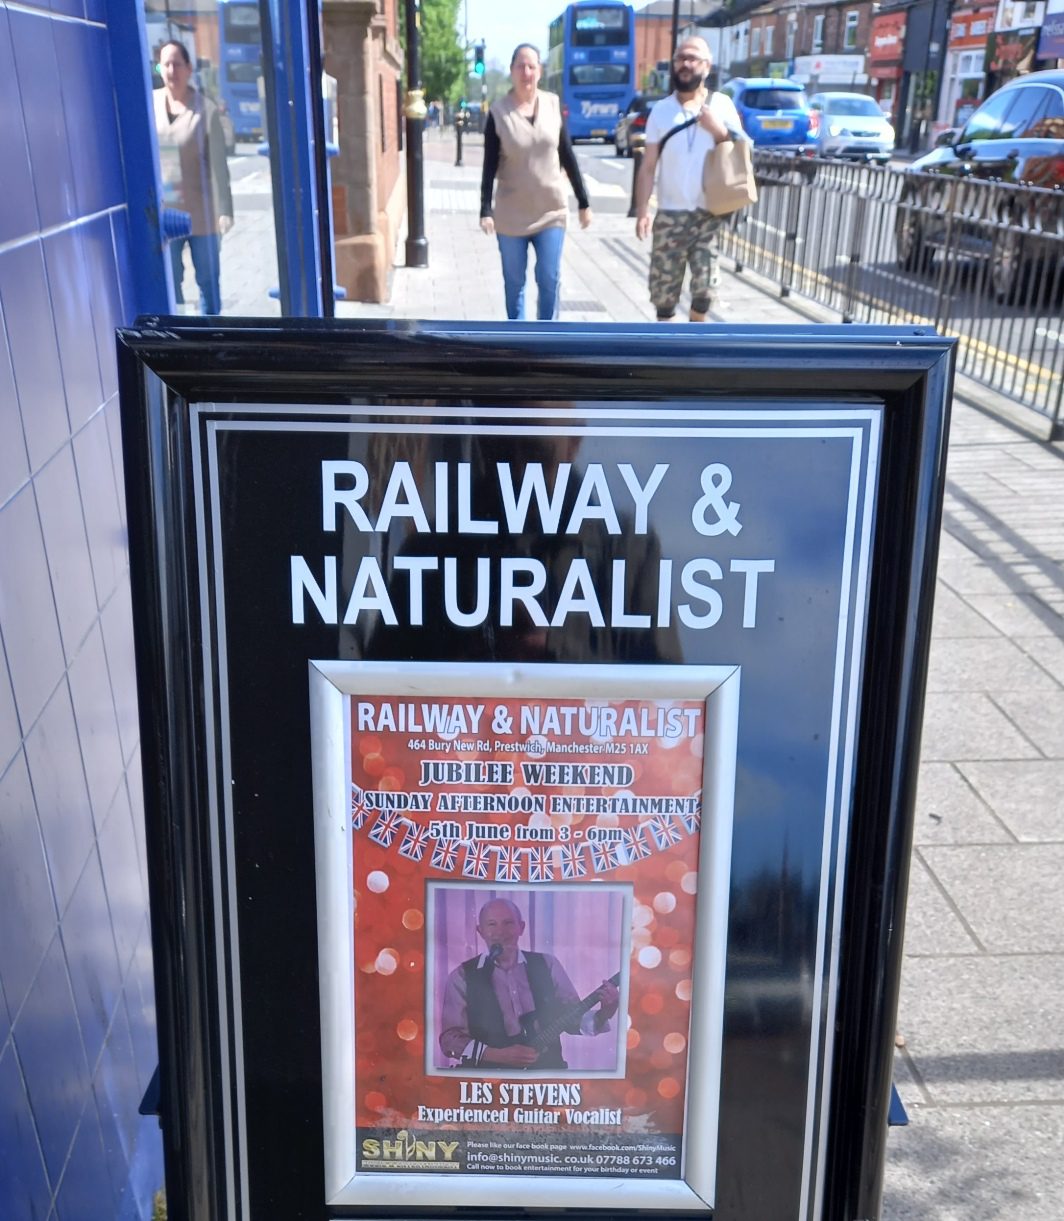 RAILWAY &
NATURALIST
RAILWAY & NATURALIST
464 Bury New Rd, Prestwich, Manchester M25 1AX
JUBILEE WEEKEND
SUNDAY AFTERNOON ENTERTAINMENT
5th June from 3 - 6pm
LES STEVENS
Experienced Guitar Vocalist
SHINY
Please like our face book page www.facebook.com/ShinyMusic
info@shinymusic.co.uk 07788 673 466
Call now to book entertainment for your birthday or event